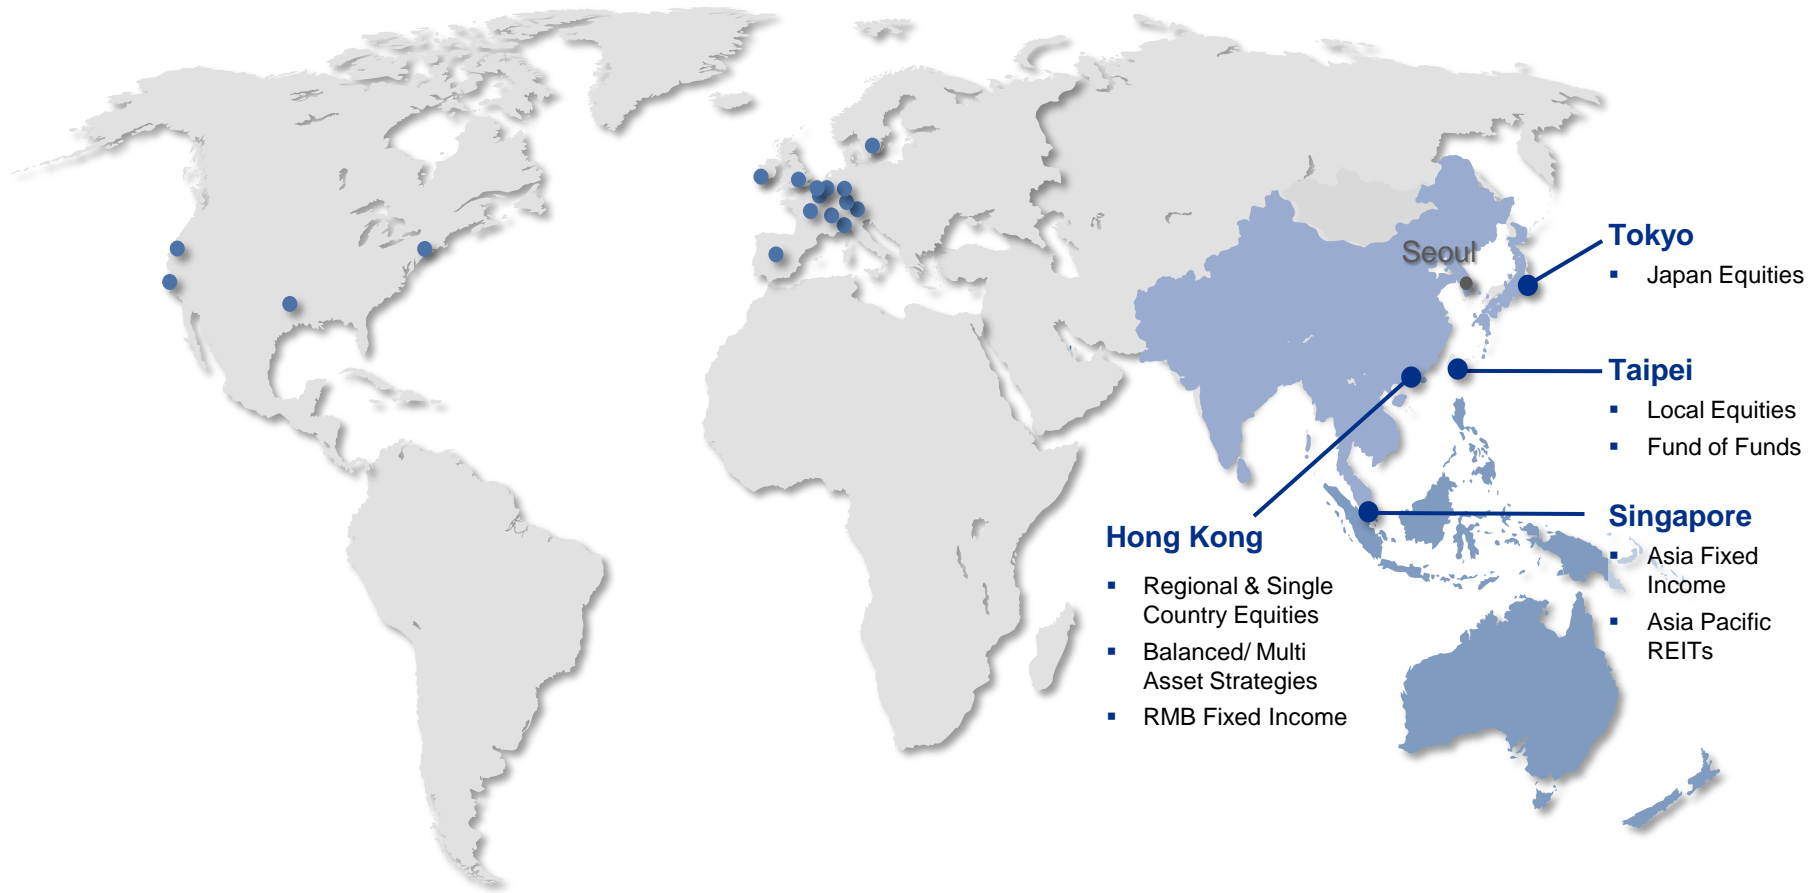 Seoul
Tokyo
▪ Japan Equities
Taipei
▪ Local Equities
▪ Fund of Funds
Singapore
▪ Asia Fixed
Income
▪ Asia Pacific
REITs
Hong Kong
▪ Regional & Single
Country Equities
▪ Balanced/ Multi
Asset Strategies
▪ RMB Fixed Income